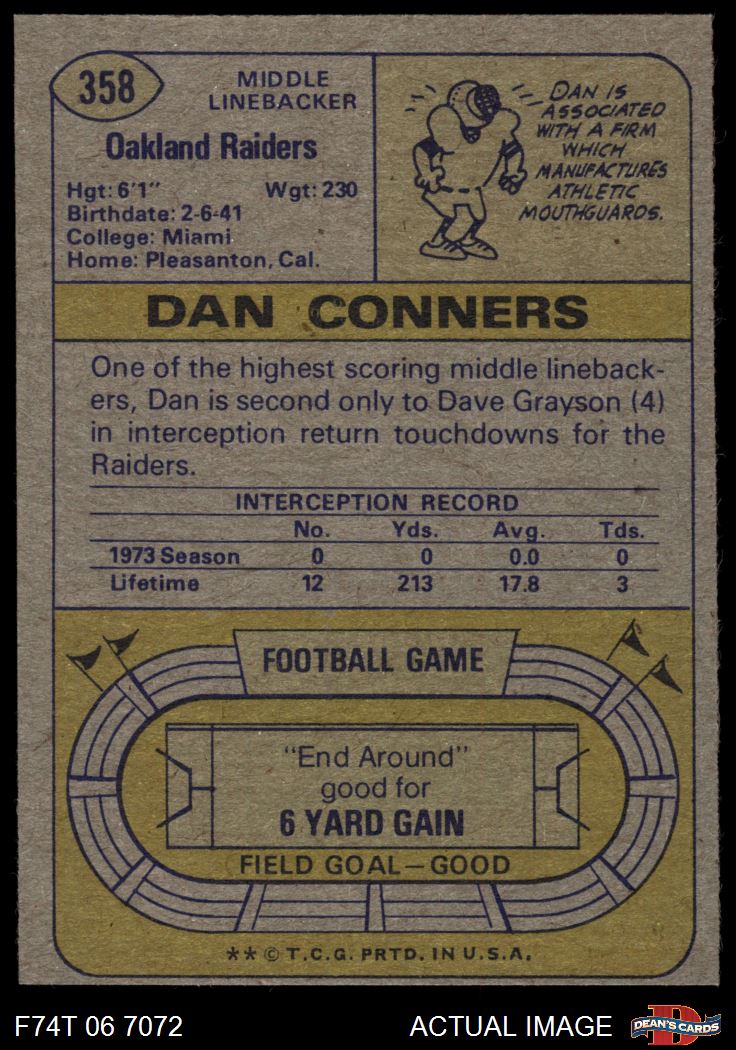 358
MIDDLE
LINEBACKER
Oakland Raiders
Hgt: 6'1" Wgt: 230
Birthdate: 2-6-41
College: Miami
Home: Pleasanton, Cal.
DAN IS
ASSOCIATED
WITH A FIRM
WHICH
MANUFACTURES
ATHLETIC
MOUTHGUARDS.
DAN CONNERS
One of the highest scoring middle lineback-
ers, Dan is second only to Dave Grayson (4)
in interception return touchdowns for the
Raiders.
INTERCEPTION RECORD
No. Yds. Avg. Tds.
1973 Season 0 0 0.0 0
Lifetime 12 213 17.8 3
FOOTBALL GAME
"End Around"
good for
6 YARD GAIN
FIELD GOAL—GOOD
** © T.C.G. PRTD. IN U.S.A.
F74T 06 7072 ACTUAL IMAGE DEAN'S CARDS